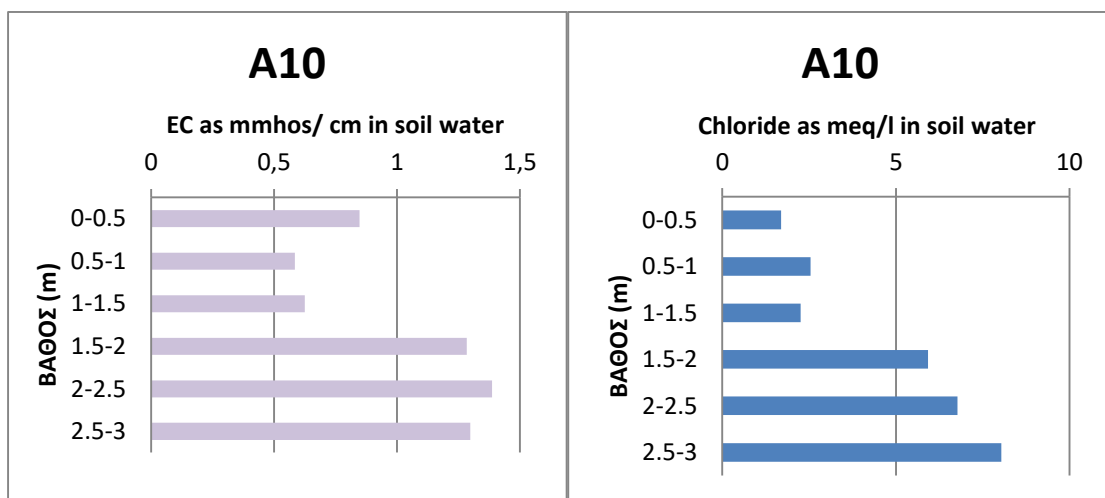 A10
EC as mmhos/ cm in soil water
0 0,5 1 1,5
0-0.5
0.5-1
1-1.5
1.5-2
2-2.5
2.5-3
ΒΑΘΟΣ (m)
A10
Chloride as meq/l in soil water
0 5 10
0-0.5
0.5-1
1-1.5
1.5-2
2-2.5
2.5-3
ΒΑΘΟΣ (m)